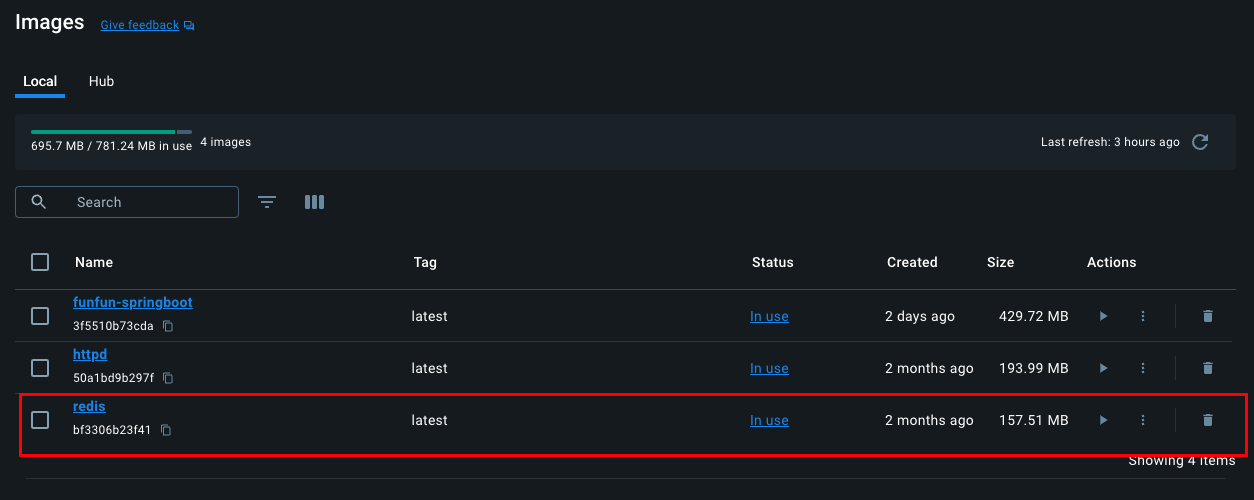 Images Give feedback
Local Hub
695.7 MB / 781.24 MB in use 4 images Last refresh: 3 hours ago
Search
Name Tag Status Created Size Actions
funfun-springboot
3f5510b73cda latest In use 2 days ago 429.72 MB
httpd
50a1bd9b297f latest In use 2 months ago 193.99 MB
redis
bf3306b23f41 latest In use 2 months ago 157.51 MB
Showing 4 items